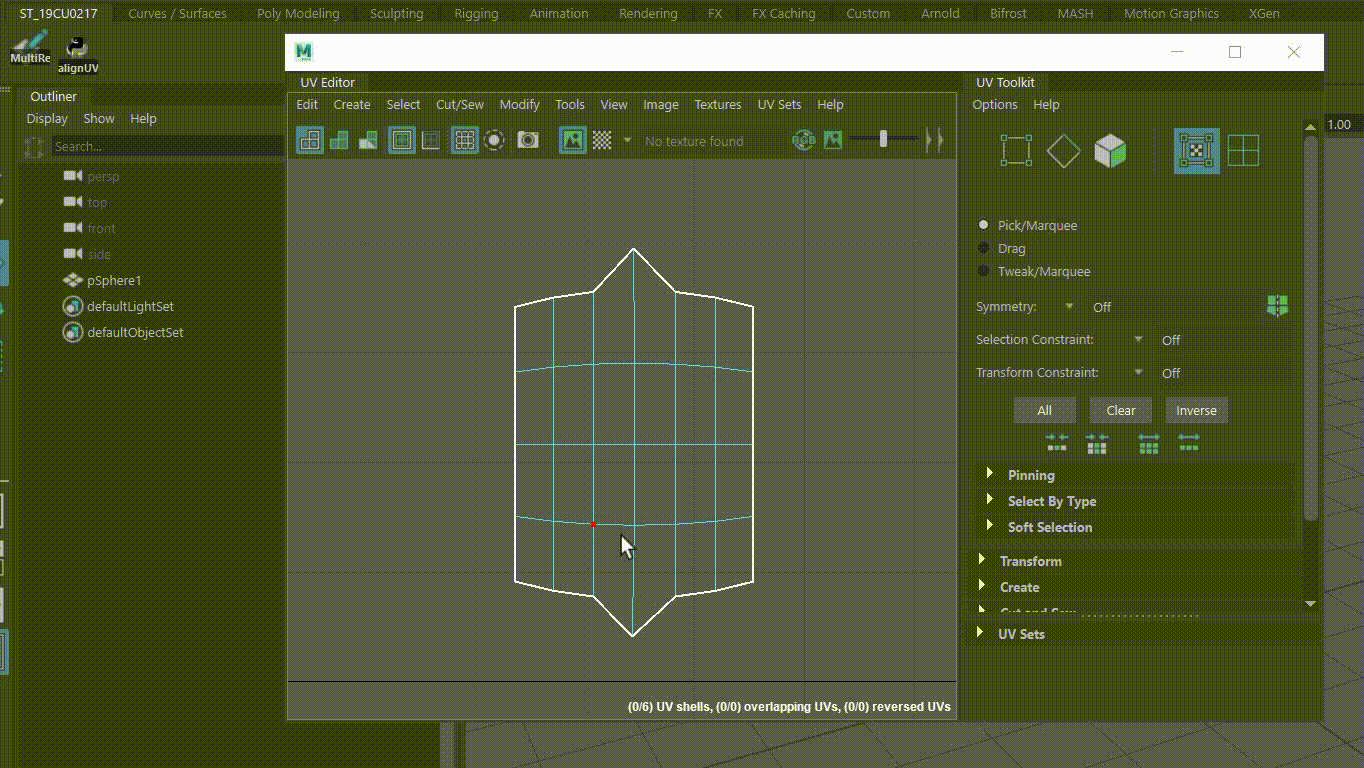 ST_19CU0217 Curves / Surfaces Poly Modeling Sculpting Rigging Animation Rendering FX FX Caching Custom Arnold Bifrost MASH Motion Graphics XGen
MultiRe alignUV
M
UV Editor
Edit Create Select Cut/Sew Modify Tools View Image Textures UV Sets Help
No texture found
RGB
UV Toolkit
Options Help
Outliner
Display Show Help
Search...
persp
top
front
side
pSphere1
defaultLightSet
defaultObjectSet
1.00
Pick/Marquee
Drag
Tweak/Marquee
Symmetry: Off
Selection Constraint: Off
Transform Constraint: Off
All Clear Inverse
Pinning
Select By Type
Soft Selection
Transform
Create
Cut and Sew
UV Sets
(0/6) UV shells, (0/0) overlapping UVs, (0/0) reversed UVs